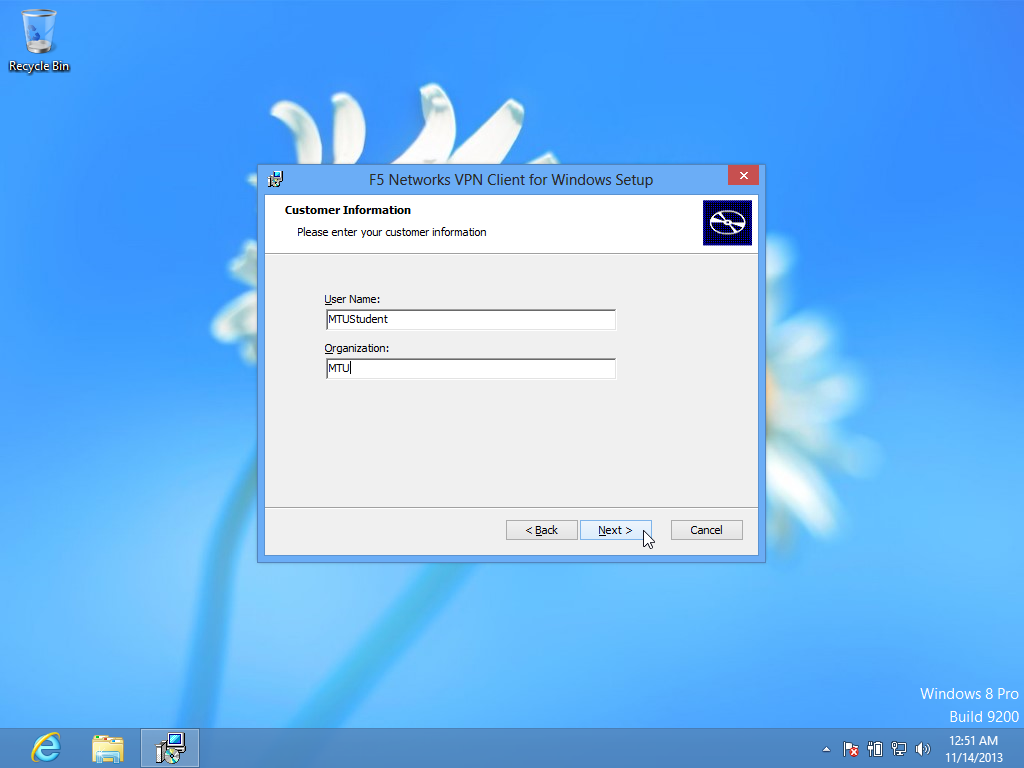 Recycle Bin
F5 Networks VPN Client for Windows Setup
Customer Information
Please enter your customer information
User Name:
MTUStudent
Organization:
MTU
< Back
Next >
Cancel
Windows 8 Pro
Build 9200
12:51 AM
11/14/2013